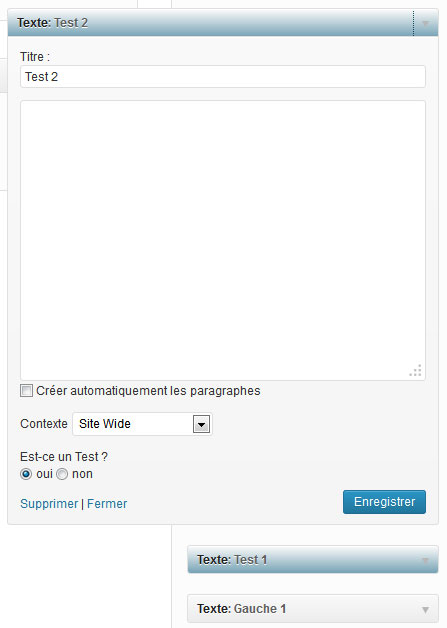 Texte: Test 2
Titre :
Test 2
Créer automatiquement les paragraphes
Contexte Site Wide
Est-ce un Test ?
oui non
Supprimer | Fermer Enregistrer
Texte: Test 1
Texte: Gauche 1